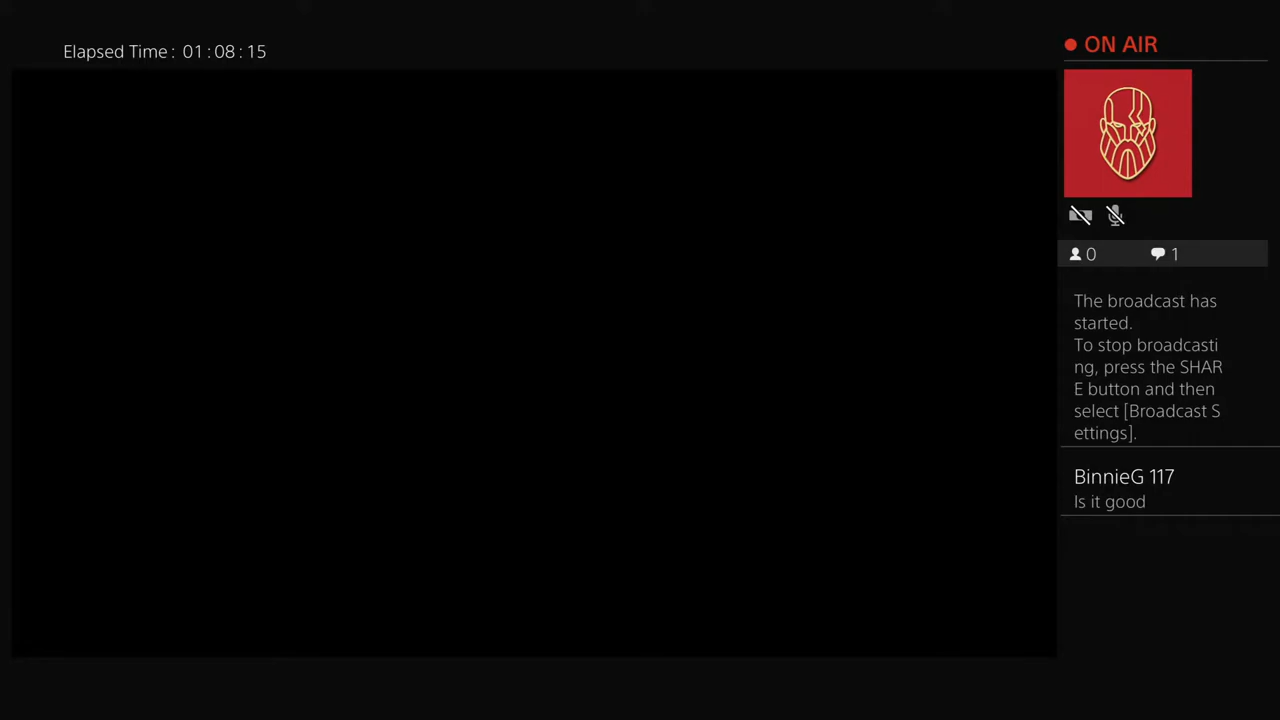 Elapsed Time: 01:08:15
ON AIR
0 1
The broadcast has
started.
To stop broadcasti
ng, press the SHAR
E button and then
select [Broadcast S
ettings].
BinnieG 117
Is it good